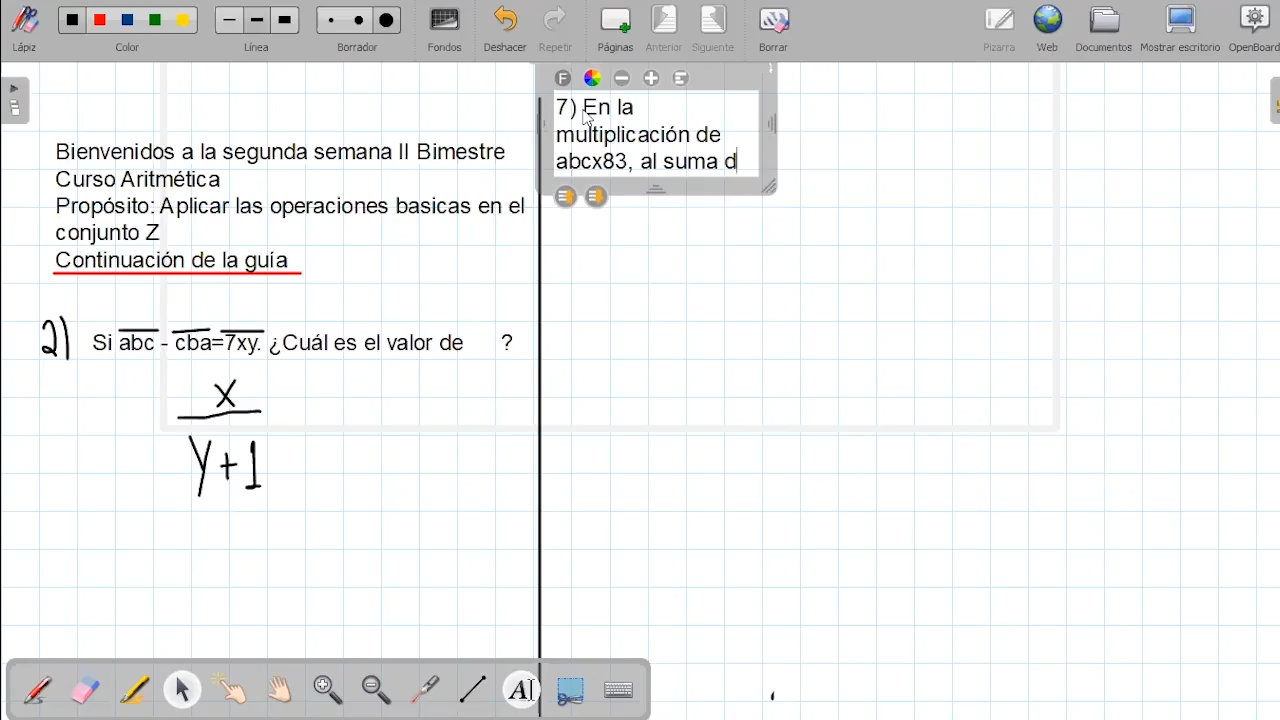 Lápiz
Color
Línea
Borrador
Fondos
Deshacer
Repetir
Páginas
Anterior
Siguiente
Borrar
Pizarra
Web
Documentos
Mostrar escritorio
OpenBoard
F
7) En la
multiplicación de
abcx83, al suma d
Bienvenidos a la segunda semana II Bimestre
Curso Aritmética
Propósito: Aplicar las operaciones basicas en el
conjunto Z
Continuación de la guía
2) Si abc - cba=7xy. ¿Cuál es el valor de ?
x
y+1
A